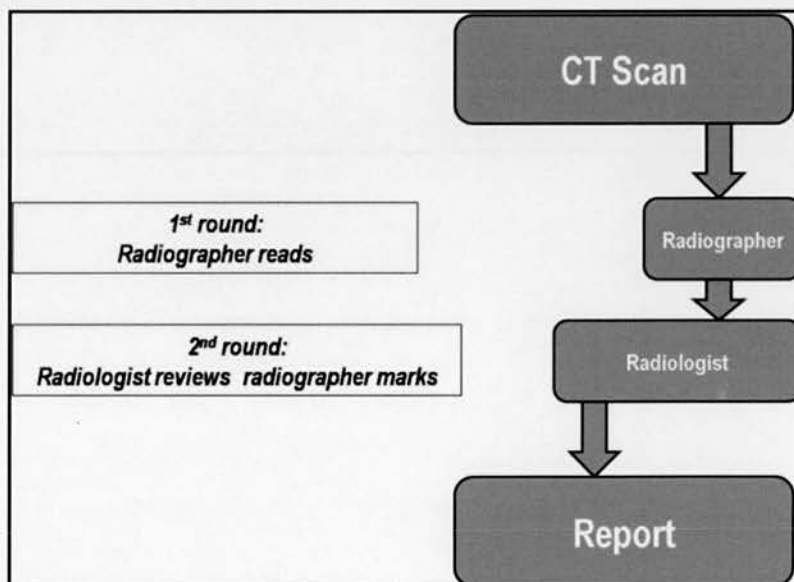 CT Scan
1st round:
Radiographer reads
Radiographer
2nd round:
Radiologist reviews radiographer marks
Radiologist
Report